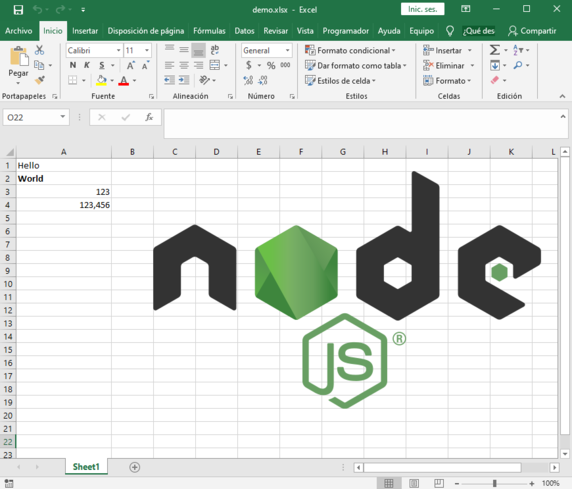 demo.xlsx - Excel
Inic. ses.
Archivo Inicio Insertar Disposición de página Fórmulas Datos Revisar Vista Programador Ayuda Equipo ¿Qué des Compartir
Pegar
Calibri 11
N K S
A A
General
$ % 000
Formato condicional
Dar formato como tabla
Estilos de celda
Insertar
Eliminar
Formato
Portapapeles Fuente Alineación Número Estilos Celdas Edición
O22
fx
A B C D E F G H I J K L
1 Hello
2 World
3 123
4 123,456
5
6
7
8
9
10
11
12
13
14
15
16
17
18
19
20
21
22
23
node
JS ®
Sheet1
100%